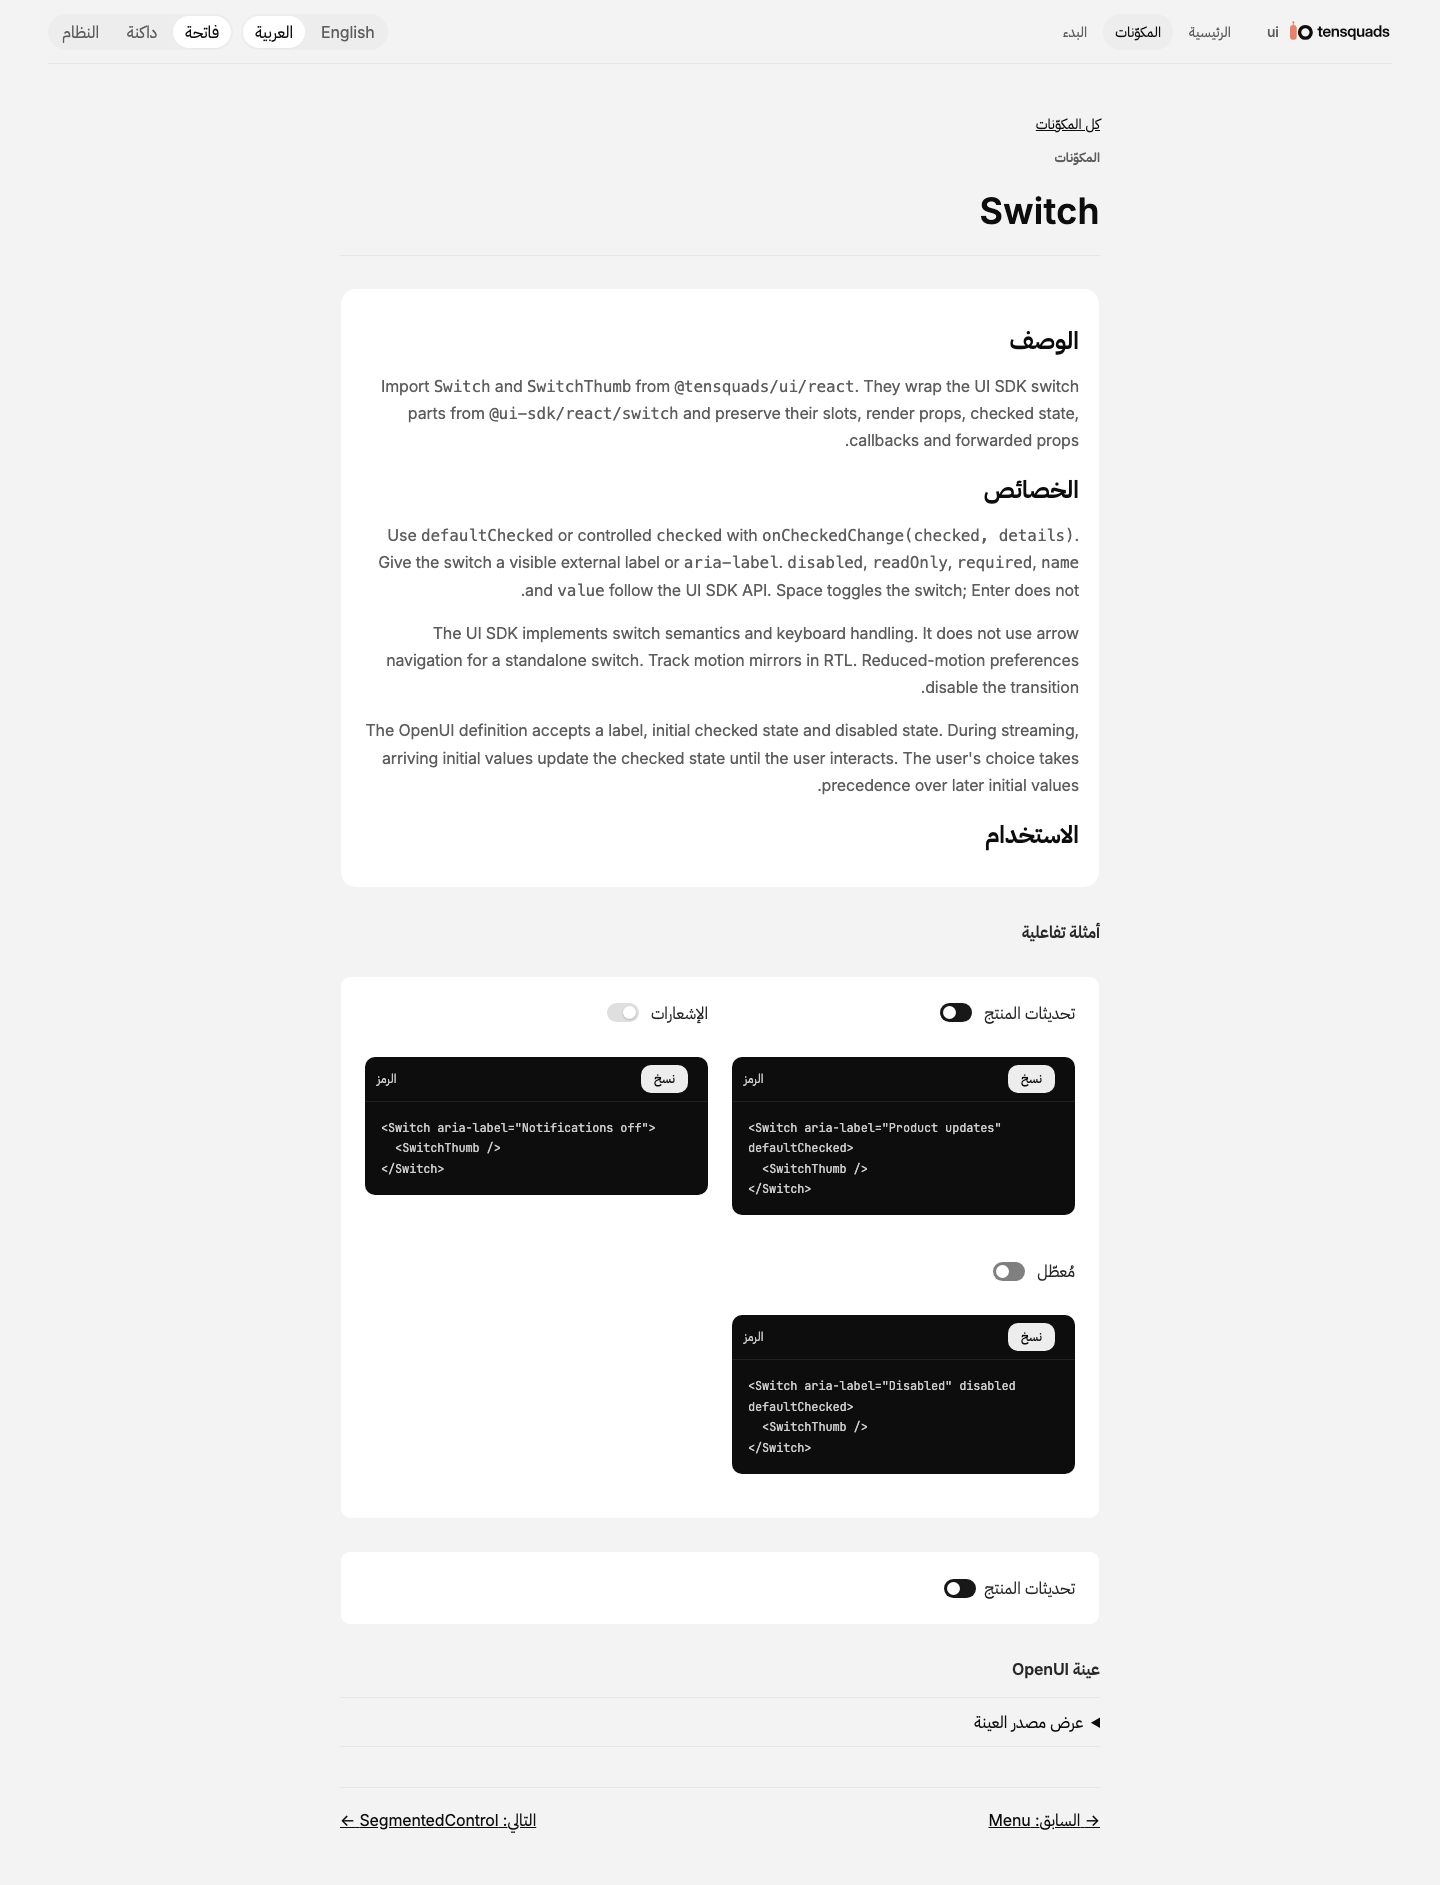 tensquads ui
الرئيسية
المكوّنات
البدء
English
العربية
فاتحة
داكنة
النظام
كل المكوّنات
المكوّنات
Switch
الوصف
Import Switch and SwitchThumb from @tensquads/ui/react. They wrap the UI SDK switch
parts from @ui-sdk/react/switch and preserve their slots, render props, checked state,
callbacks and forwarded props.
الخصائص
Use defaultChecked or controlled checked with onCheckedChange(checked, details).
Give the switch a visible external label or aria-label. disabled, readOnly, required, name
and value follow the UI SDK API. Space toggles the switch; Enter does not.
The UI SDK implements switch semantics and keyboard handling. It does not use arrow
navigation for a standalone switch. Track motion mirrors in RTL. Reduced-motion preferences
disable the transition.
The OpenUI definition accepts a label, initial checked state and disabled state. During streaming,
arriving initial values update the checked state until the user interacts. The user's choice takes
precedence over later initial values.
الاستخدام
أمثلة تفاعلية
تحديثات المنتج
نسخ
الرمز
<Switch aria-label="Product updates"
defaultChecked>
  <SwitchThumb />
</Switch>
الإشعارات
نسخ
الرمز
<Switch aria-label="Notifications off">
  <SwitchThumb />
</Switch>
مُعطّل
نسخ
الرمز
<Switch aria-label="Disabled" disabled
defaultChecked>
  <SwitchThumb />
</Switch>
تحديثات المنتج
عينة OpenUI
عرض مصدر العينة
→ السابق: Menu
التالي: SegmentedControl ←